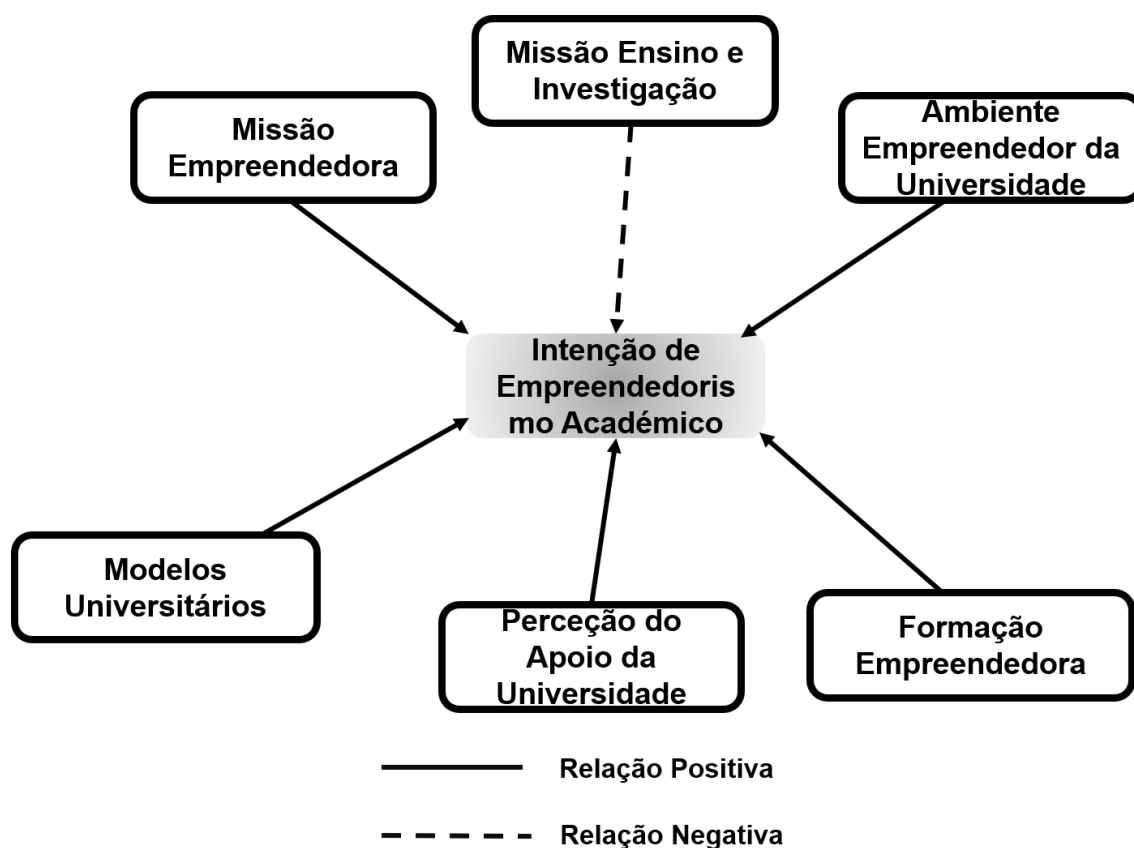 Missão Ensino e
Investigação
Missão
Empreendedora
Ambiente
Empreendedor da
Universidade
Intenção de
Empreendedoris
mo Académico
Modelos
Universitários
Perceção do
Apoio da
Universidade
Formação
Empreendedora
Relação Positiva
Relação Negativa